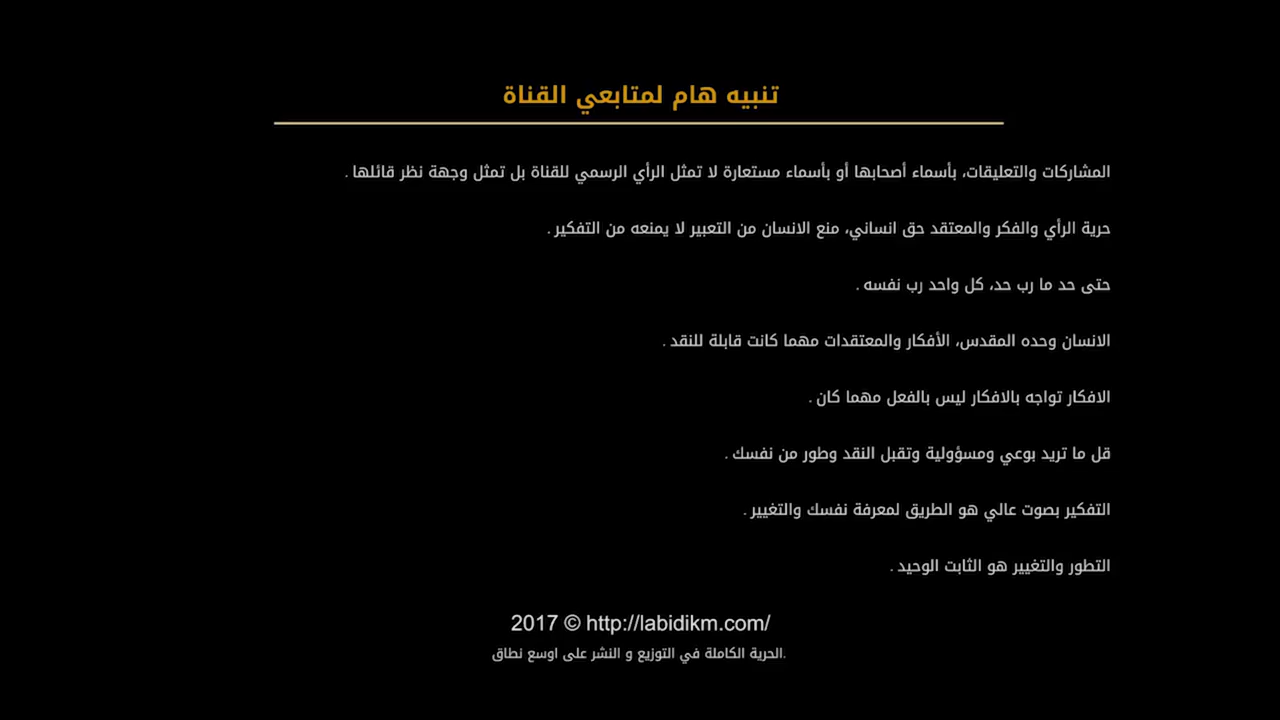 تنبيه هام لمتابعي القناة
المشاركات والتعليقات، بأسماء أصحابها أو بأسماء مستعارة لا تمثل الرأي الرسمي للقناة بل تمثل وجهة نظر قائلها .
حرية الرأي والفكر والمعتقد حق انساني، منع الانسان من التعبير لا يمنعه من التفكير .
حتى حد ما رب حد، كل واحد رب نفسه .
الانسان وحده المقدس، الأفكار والمعتقدات مهما كانت قابلة للنقد .
الافكار تواجه بالافكار ليس بالفعل مهما كان .
قل ما تريد بوعي ومسؤولية وتقبل النقد وطور من نفسك .
التفكير بصوت عالي هو الطريق لمعرفة نفسك والتغيير .
التطور والتغيير هو الثابت الوحيد .
2017 © http://labidikm.com/
الحرية الكاملة في التوزيع و النشر على اوسع نطاق.